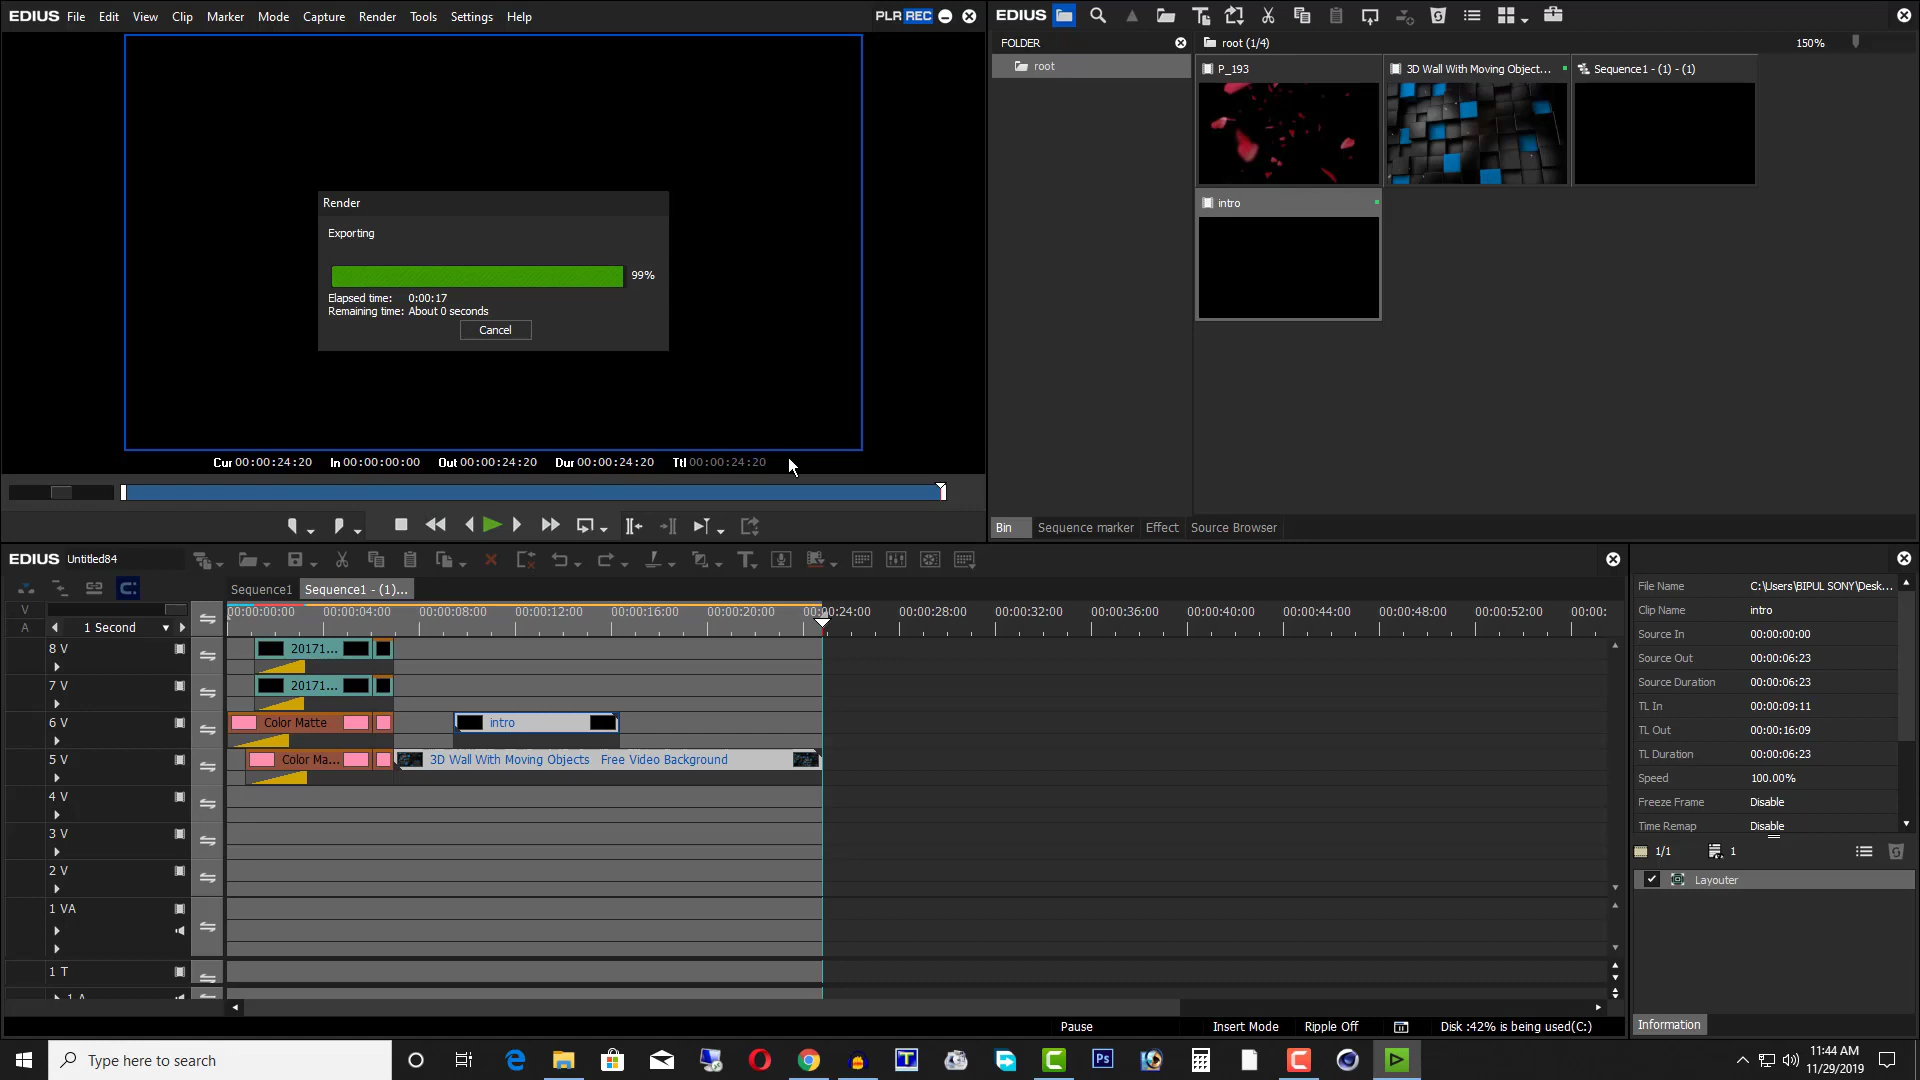 EDIUS File Edit View Clip Marker Mode Capture Render Tools Settings Help PLR REC
Render
Exporting
99%
Elapsed time: 0:00:17
Remaining time: About 0 seconds
Cancel
Cur 00:00:24:20 In 00:00:00:00 Out 00:00:24:20 Dur 00:00:24:20 Ttl 00:00:24:20
EDIUS
FOLDER
root
root (1/4)
150%
P_193
3D Wall With Moving Object...
Sequence1 - (1) - (1)
intro
Bin Sequence marker Effect Source Browser
EDIUS Untitled84
Sequence1 Sequence1 - (1)...
V
A
1 Second
00:00:00:00 00:00:04:00 00:00:08:00 00:00:12:00 00:00:16:00 00:00:20:00 00:00:24:00 00:00:28:00 00:00:32:00 00:00:36:00 00:00:40:00 00:00:44:00 00:00:48:00 00:00:52:00 00:00:
8 V 20171...
7 V 20171...
6 V Color Matte intro
5 V Color Ma... 3D Wall With Moving Objects Free Video Background
4 V
3 V
2 V
1 VA
1 T
1 A
Pause Insert Mode Ripple Off Disk :42% is being used(C:)
File Name C:\Users\BIPUL SONY\Desk...
Clip Name intro
Source In 00:00:00:00
Source Out 00:00:06:23
Source Duration 00:00:06:23
TL In 00:00:09:11
TL Out 00:00:16:09
TL Duration 00:00:06:23
Speed 100.00%
Freeze Frame Disable
Time Remap Disable
1/1 1
Layouter
Information
Type here to search
11:44 AM
11/29/2019